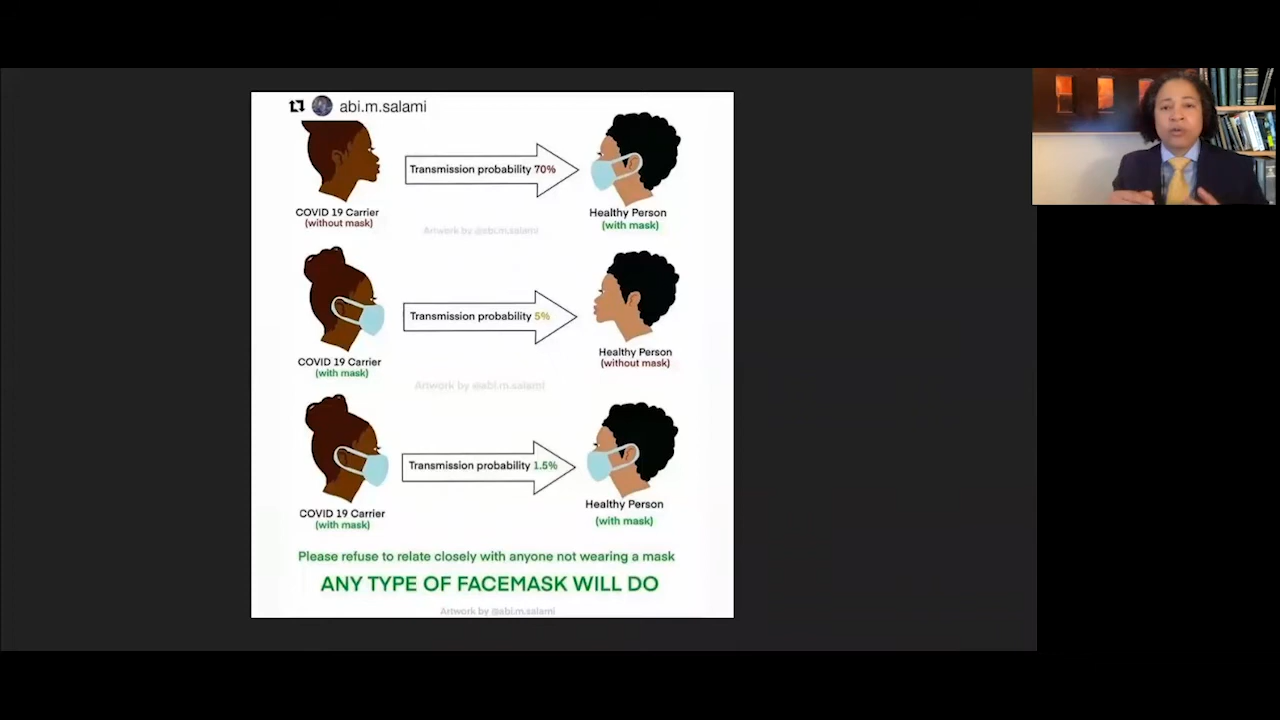 abi.m.salami
Transmission probability 70%
COVID 19 Carrier
(without mask)
Healthy Person
(with mask)
Artwork by @abi.m.salami
Transmission probability 5%
COVID 19 Carrier
(with mask)
Healthy Person
(without mask)
Artwork by @abi.m.salami
Transmission probability 1.5%
COVID 19 Carrier
(with mask)
Healthy Person
(with mask)
Please refuse to relate closely with anyone not wearing a mask
ANY TYPE OF FACEMASK WILL DO
Artwork by @abi.m.salami